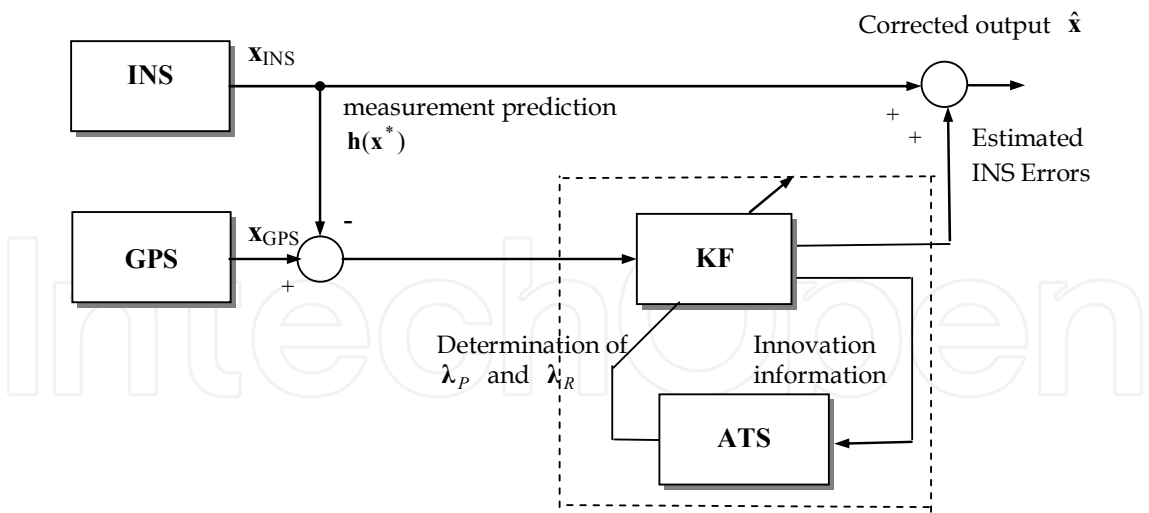 Corrected output x̂
INS
x_INS
measurement prediction
h(x*)
+
+
Estimated
INS Errors
GPS
x_GPS
-
+
KF
Determination of
λ_P and λ_R
Innovation
information
ATS
IntechOpen